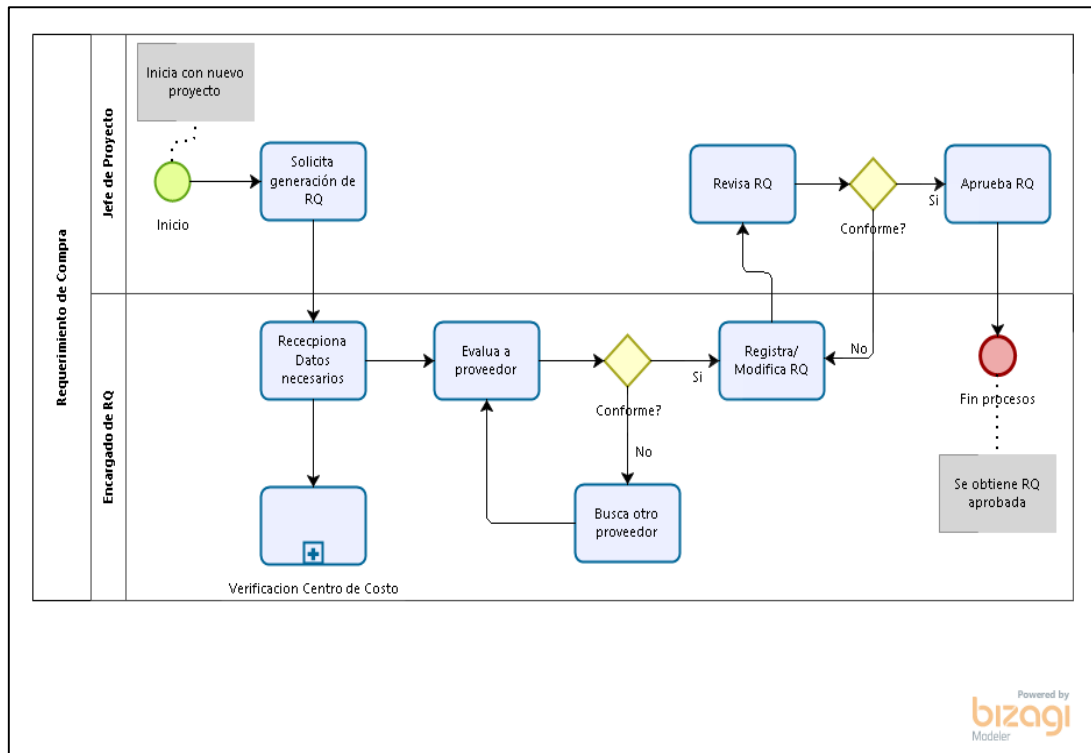 Requerimiento de Compra
Jefe de Proyecto
Inicia con nuevo
proyecto
Inicio
Solicita
generación de
RQ
Revisa RQ
Conforme?
Si
No
Aprueba RQ
Encargado de RQ
Rececpiona
Datos
necesarios
Verificacion Centro de Costo
Evalua a
proveedor
Conforme?
Si
No
Busca otro
proveedor
Registra/
Modifica RQ
Fin procesos
Se obtiene RQ
aprobada
Powered by
bizagi
Modeler